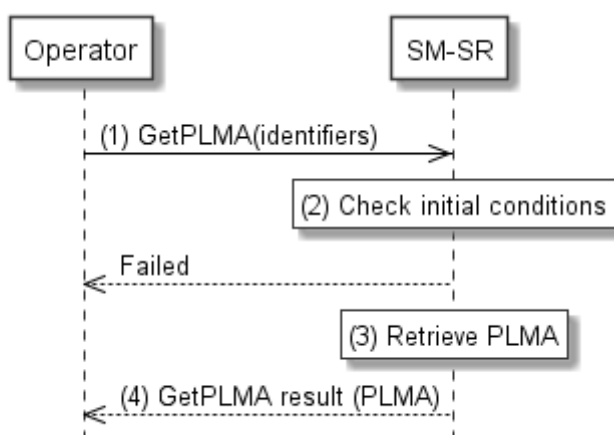 Operator
SM-SR
(1) GetPLMA(identifiers)
(2) Check initial conditions
Failed
(3) Retrieve PLMA
(4) GetPLMA result (PLMA)